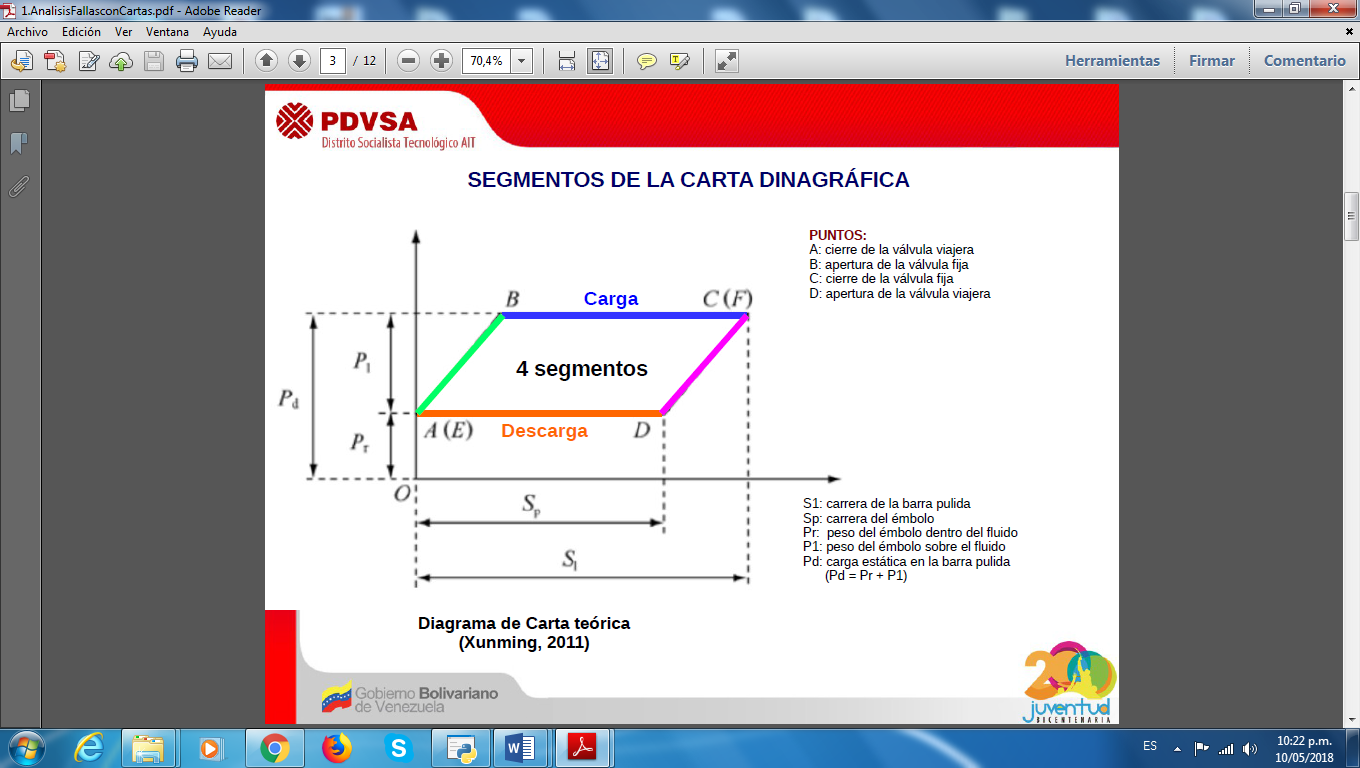 1.AnalisisFallasconCartas.pdf - Adobe Reader
Archivo Edición Ver Ventana Ayuda
3 / 12
70,4%
Herramientas Firmar Comentario
PDVSA
Distrito Socialista Tecnológico AIT
SEGMENTOS DE LA CARTA DINAGRÁFICA
PUNTOS:
A: cierre de la válvula viajera
B: apertura de la válvula fija
C: cierre de la válvula fija
D: apertura de la válvula viajera
B Carga C (F)
P1
4 segmentos
Pd
A (E) Descarga D
Pr
O
Sp
S1
S1: carrera de la barra pulida
Sp: carrera del émbolo
Pr: peso del émbolo dentro del fluido
P1: peso del émbolo sobre el fluido
Pd: carga estática en la barra pulida
(Pd = Pr + P1)
Diagrama de Carta teórica
(Xunming, 2011)
Gobierno Bolivariano
de Venezuela
200
juventud
BICENTENARIA
ES
10:22 p.m.
10/05/2018